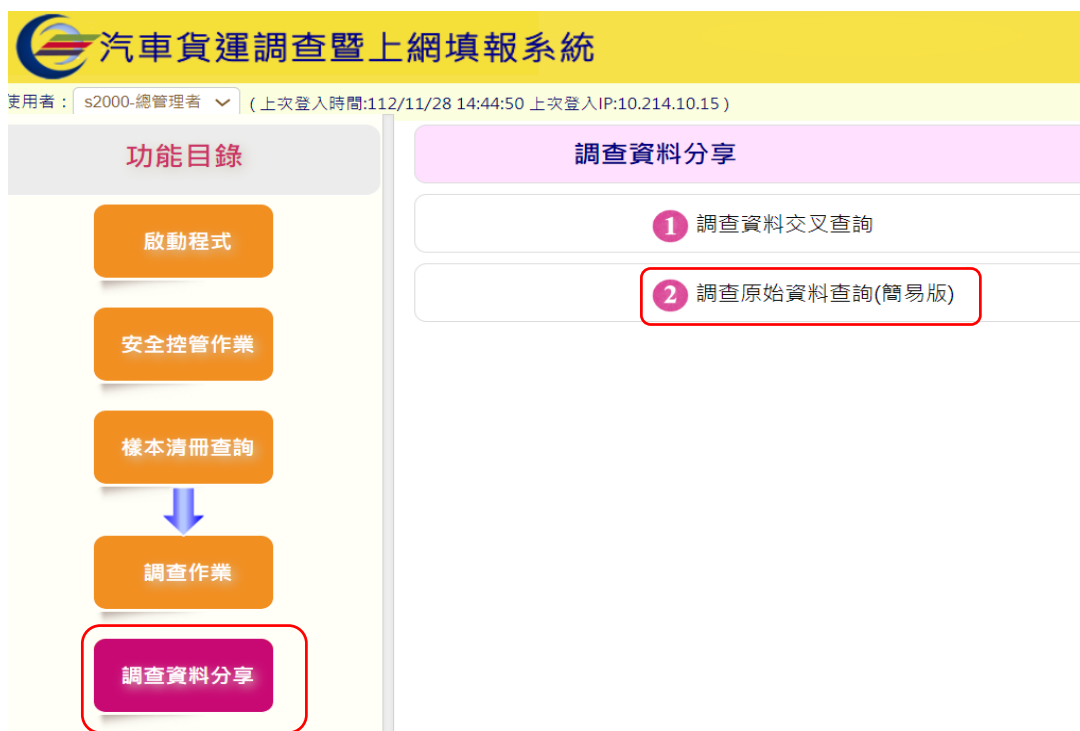 汽車貨運調查暨上網填報系統
使用者： s2000-總管理者 (上次登入時間:112/11/28 14:44:50 上次登入IP:10.214.10.15)
功能目錄
啟動程式
安全控管作業
樣本清冊查詢
調查作業
調查資料分享
調查資料分享
1 調查資料交叉查詢
2 調查原始資料查詢(簡易版)